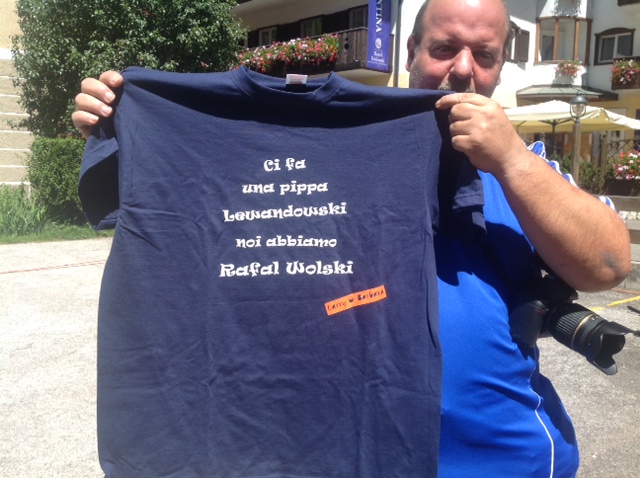 Ci fa
una pippa
Lewandowski
noi abbiamo
Rafal Wolski